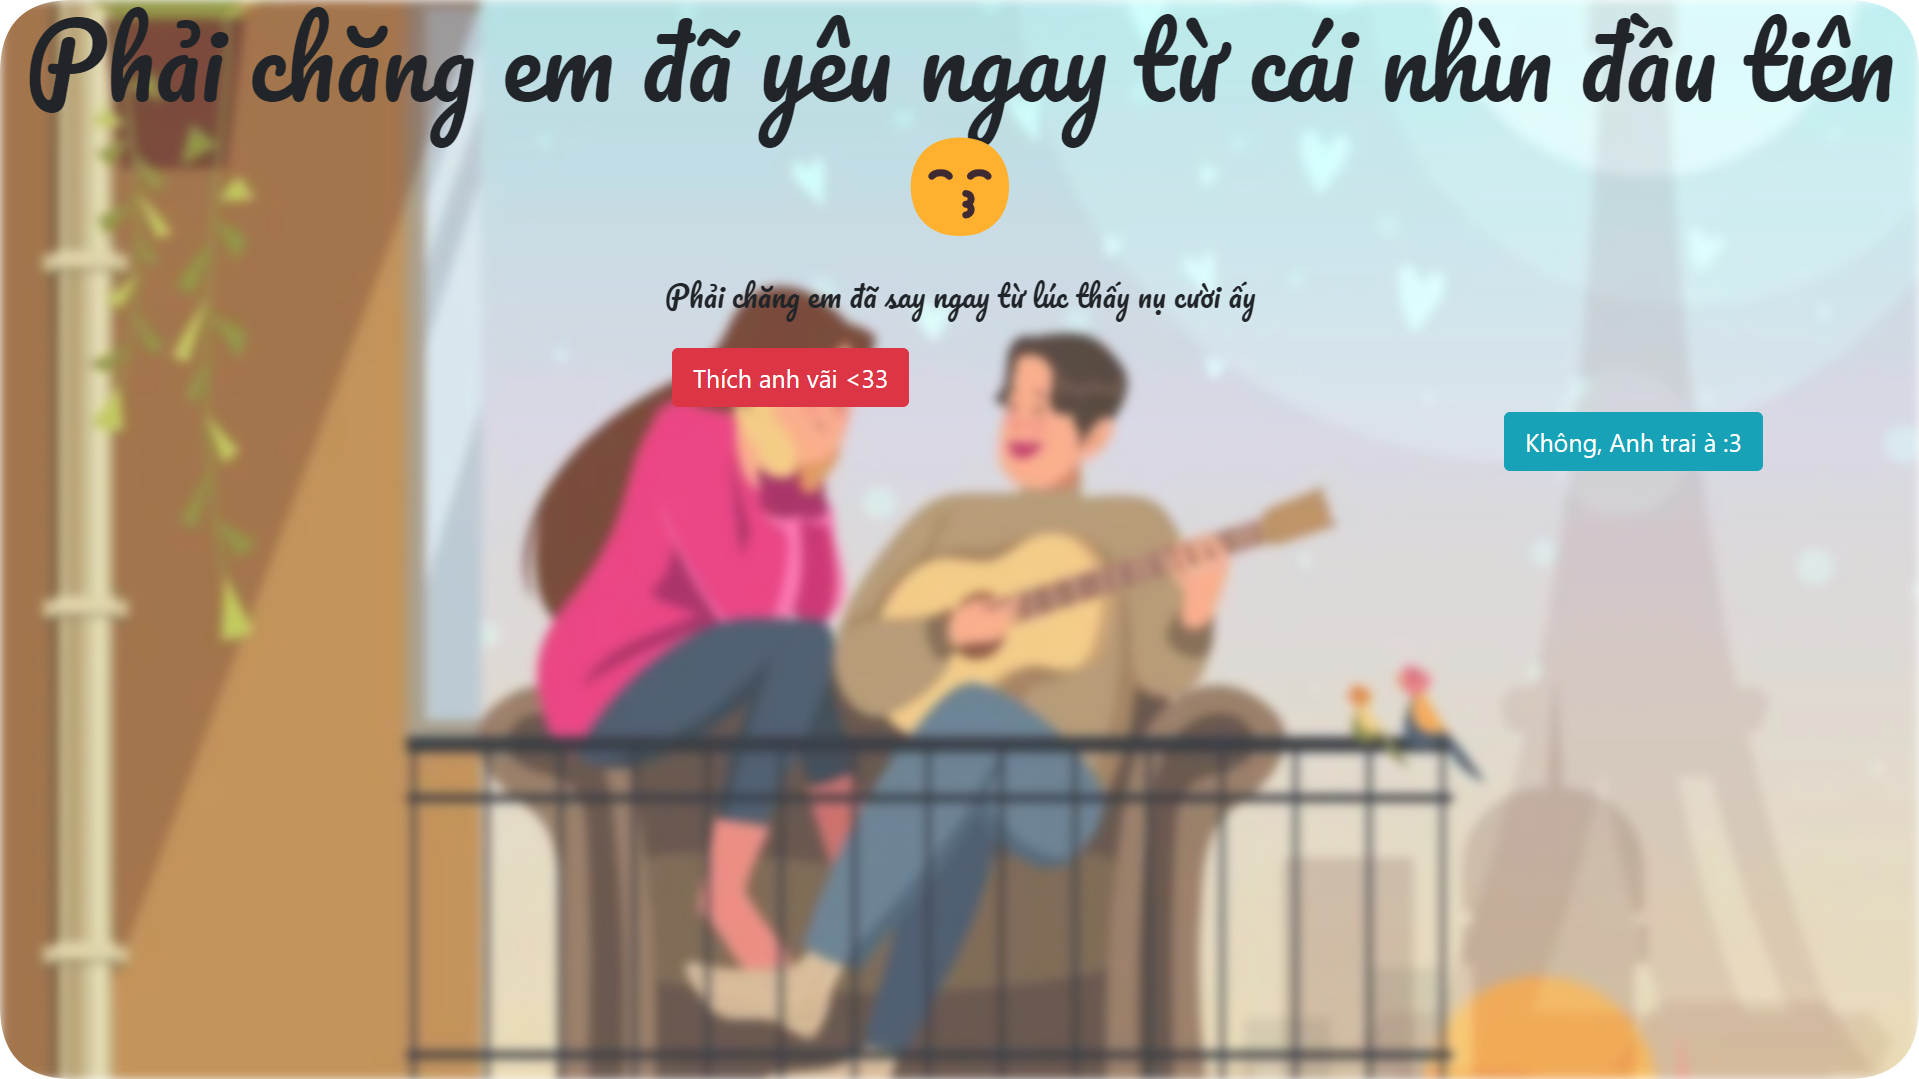 Phải chăng em đã yêu ngay từ cái nhìn đầu tiên
Phải chăng em đã say ngay từ lúc thấy nụ cười ấy
Thích anh vãi <33
Không, Anh trai à :3